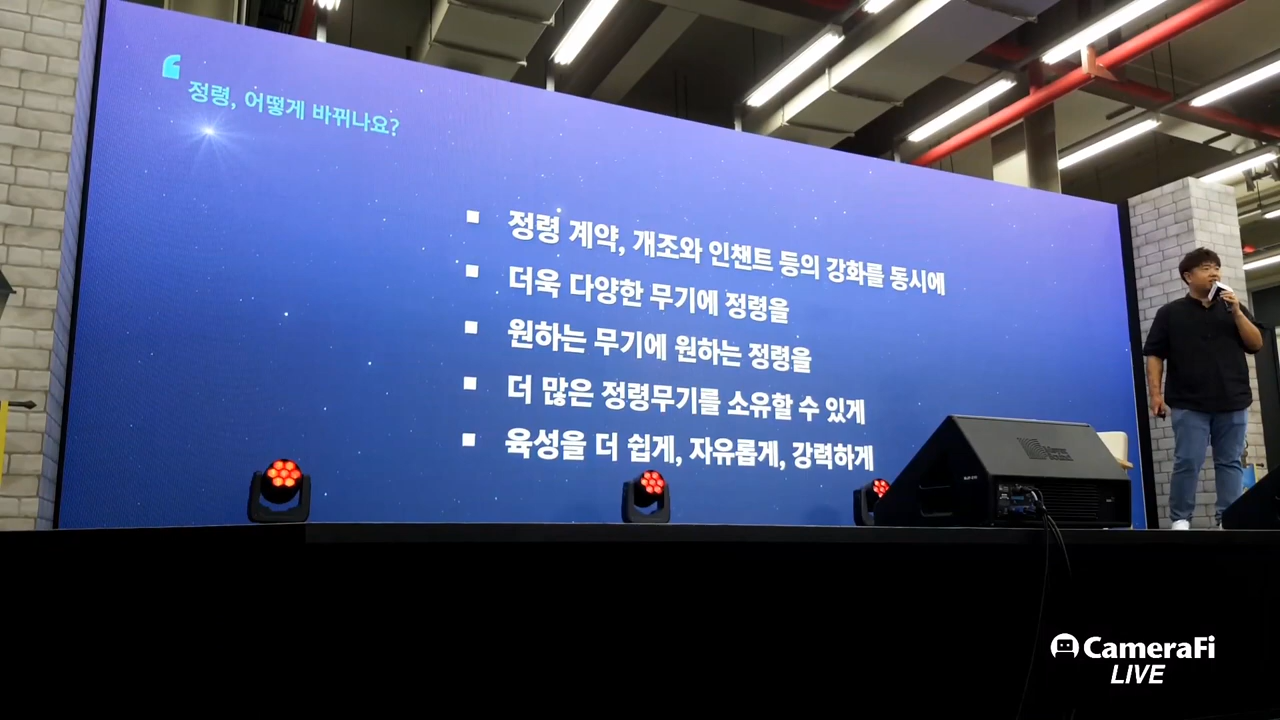 정령, 어떻게 바뀌나요?
정령 계약, 개조와 인챈트 등의 강화를 동시에
더욱 다양한 무기에 정령을
원하는 무기에 원하는 정령을
더 많은 정령무기를 소유할 수 있게
육성을 더 쉽게, 자유롭게, 강력하게
CameraFi
LIVE